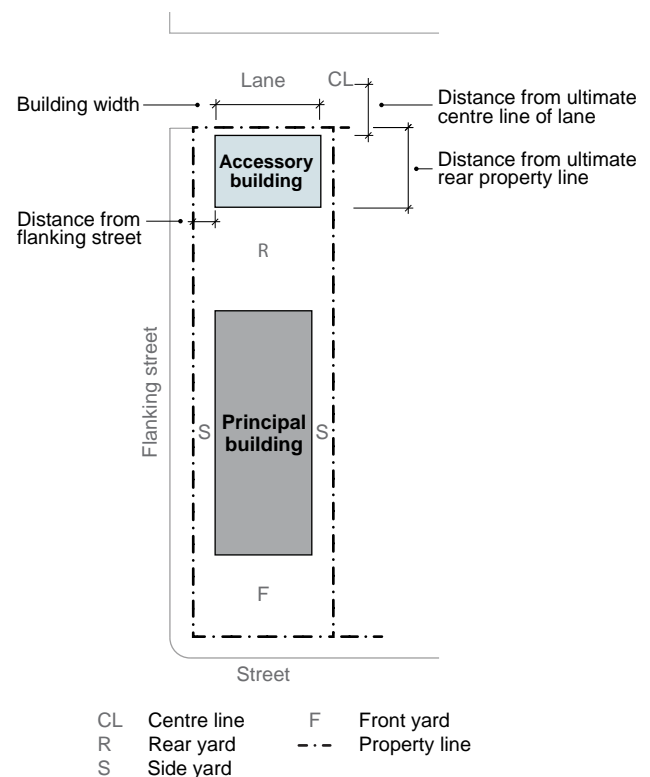 Lane
CL
Building width
Distance from ultimate
centre line of lane
Accessory
building
Distance from ultimate
rear property line
Distance from
flanking street
R
Flanking street
S
Principal
building
S
F
Street
CL Centre line
F Front yard
R Rear yard
Property line
S Side yard